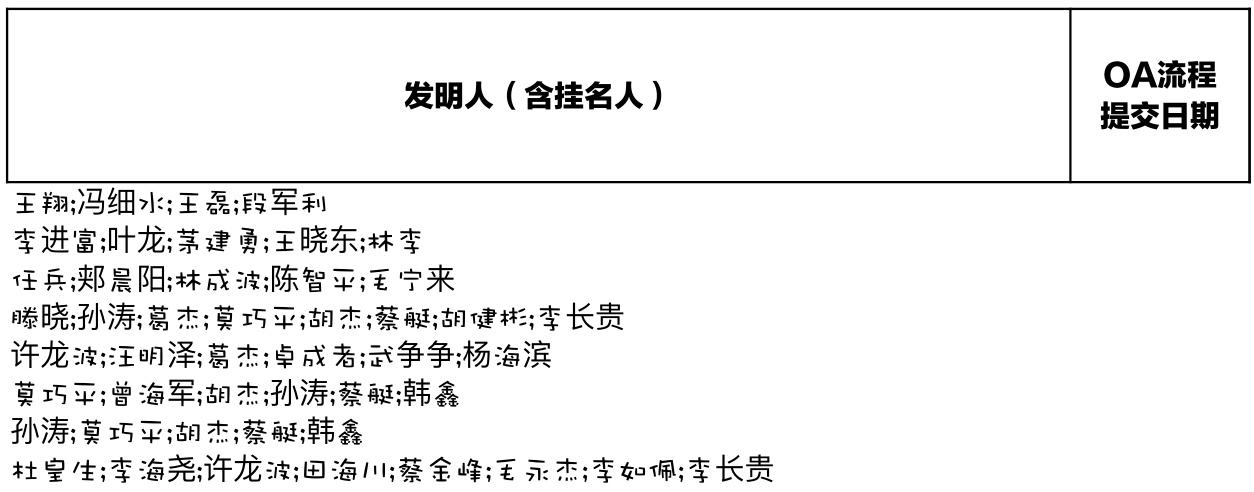 发明人（含挂名人）
OA流程
提交日期
王翔;冯细水;王磊;段军利
李进富;叶龙;茅建勇;王晓东;林李
任兵;郏晨阳;林成波;陈智平;毛宁来
滕晓;孙涛;葛杰;莫巧平;胡杰;蔡艇;胡健彬;李长贵
许龙波;汪明泽;葛杰;卓成者;武争争;杨海滨
莫巧平;曾海军;胡杰;孙涛;蔡艇;韩鑫
孙涛;莫巧平;胡杰;蔡艇;韩鑫
杜皇生;李海尧;许龙波;田海川;蔡金峰;毛永杰;李如佩;李长贵